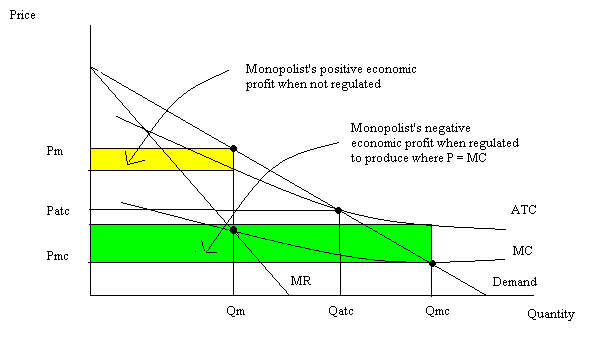 Price
Monopolist's positive economic
profit when not regulated
Monopolist's negative
economic profit when regulated
to produce where P = MC
Pm
Patc
ATC
Pmc
MC
MR
Demand
Qm
Qatc
Qmc
Quantity